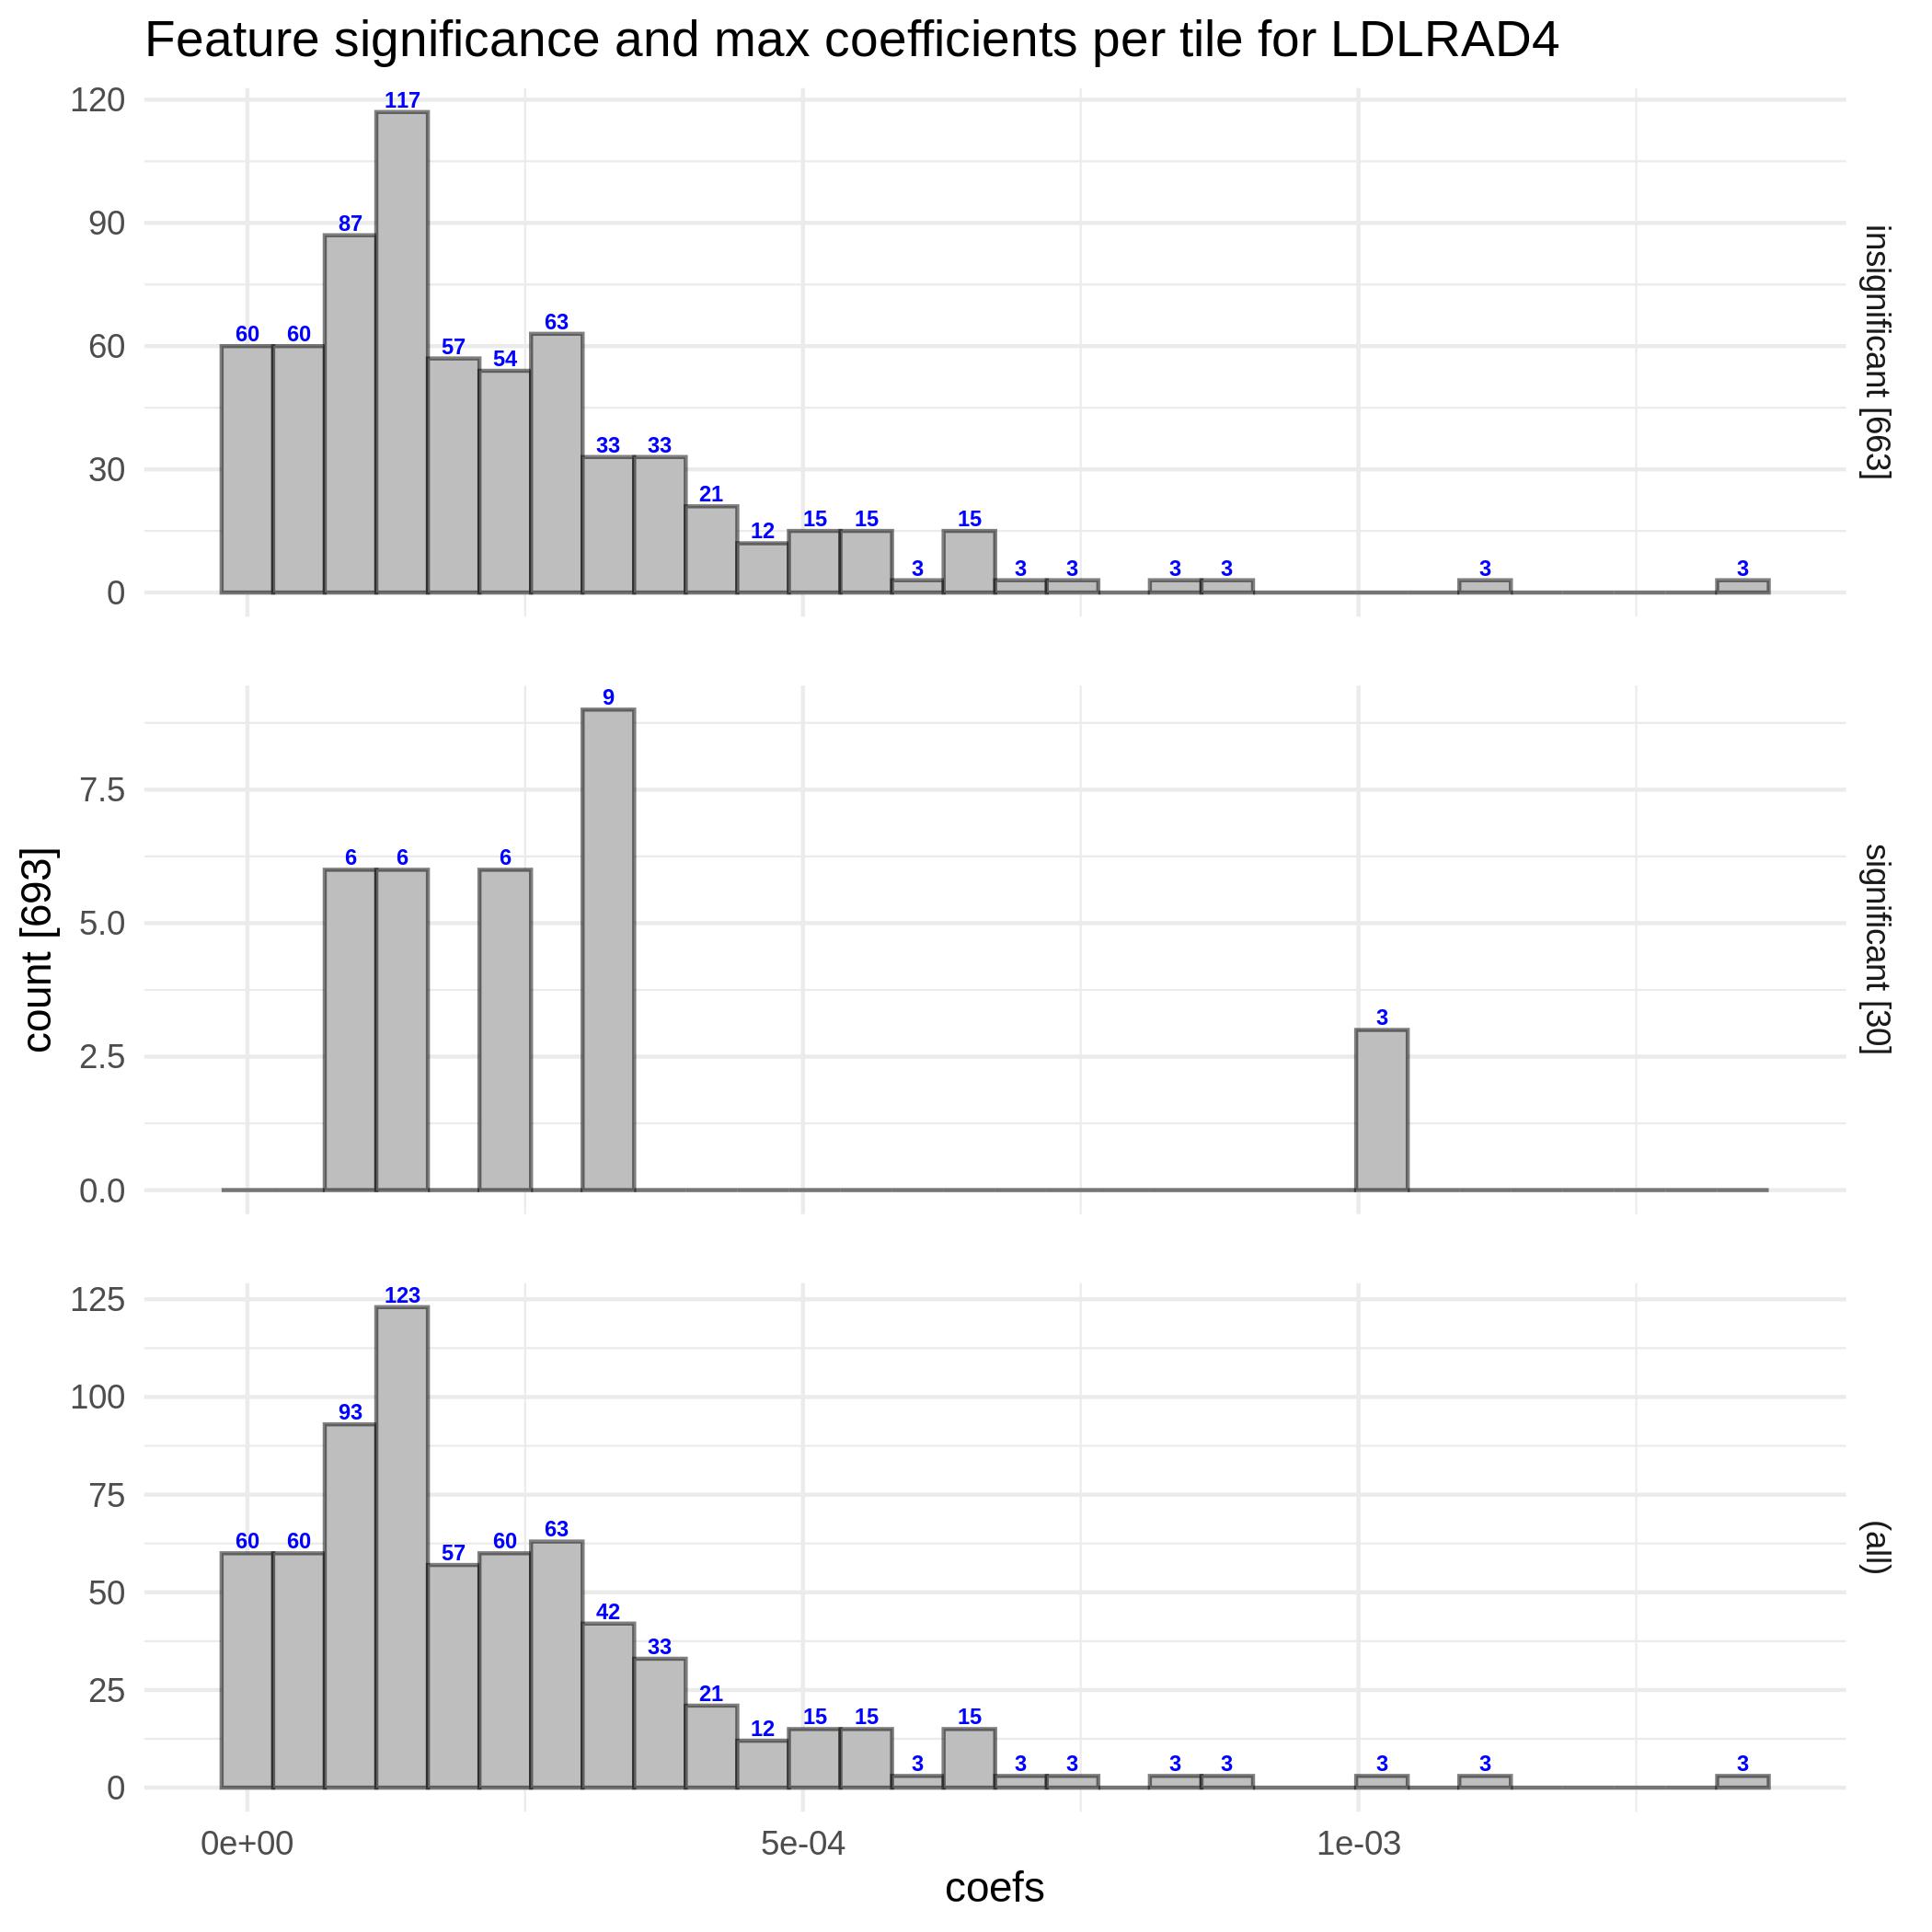 Feature significance and max coefficients per tile for LDLRAD4
120
90
60
30
0
60 60 87 117 57 54 63 33 33 21 12 15 15 3 15 3 3 3 3 3 3
insignificant [663]
count [693]
7.5
5.0
2.5
0.0
6 6 6 9 3
significant [30]
125
100
75
50
25
0
60 60 93 123 57 60 63 42 33 21 12 15 15 3 15 3 3 3 3 3 3 3
(all)
0e+00 5e-04 1e-03
coefs